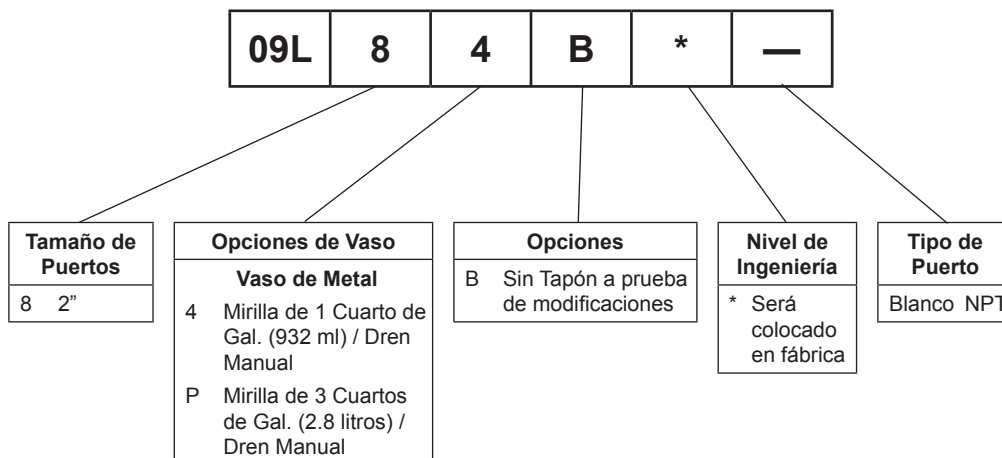 09L 8 4 B * —
Tamaño de
Puertos
8 2”
Opciones de Vaso
Vaso de Metal
4 Mirilla de 1 Cuarto de
Gal. (932 ml) / Dren
Manual
P Mirilla de 3 Cuartos
de Gal. (2.8 litros) /
Dren Manual
Opciones
B Sin Tapón a prueba
de modificaciones
Nivel de
Ingeniería
* Será
colocado
en fábrica
Tipo de
Puerto
Blanco NPT